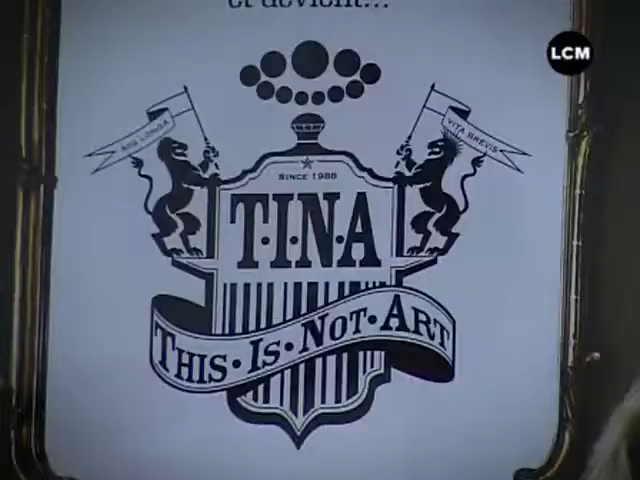 et devient...
LCM
ARS LONGA
VITA BREVIS
SINCE 1988
T·I·N·A
THIS·IS·NOT·ART